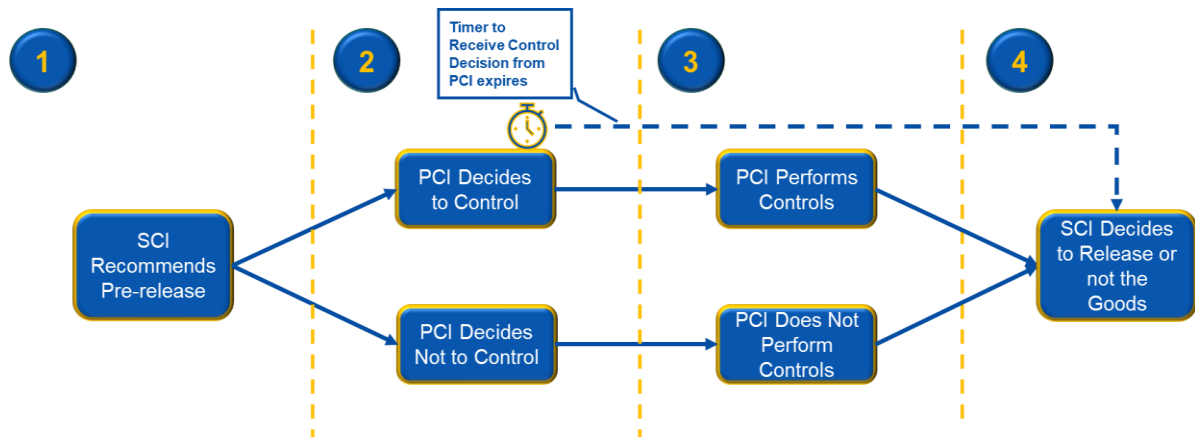 1
2
3
4
Timer to
Receive Control
Decision from
PCI expires
SCI
Recommends
Pre-release
PCI Decides
to Control
PCI Decides
Not to Control
PCI Performs
Controls
PCI Does Not
Perform
Controls
SCI Decides
to Release or
not the
Goods